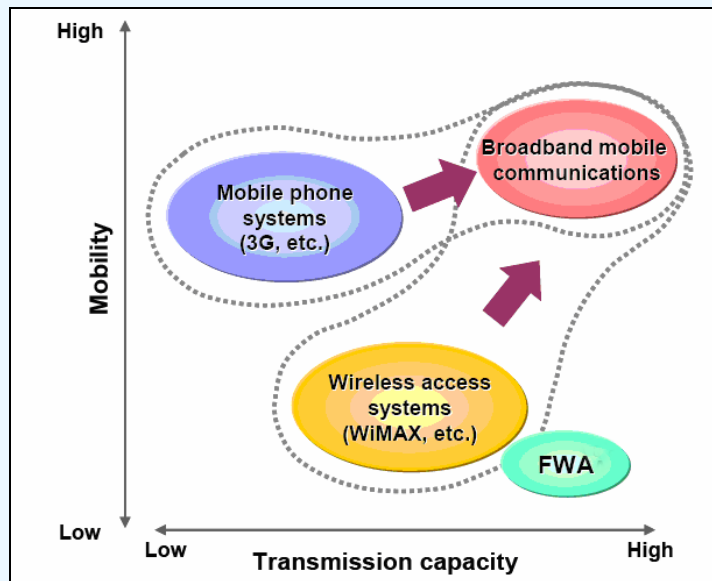 High
Broadband mobile
communications
Mobile phone
systems
(3G, etc.)
Mobility
Wireless access
systems
(WiMAX, etc.)
FWA
Low
Low
High
Transmission capacity